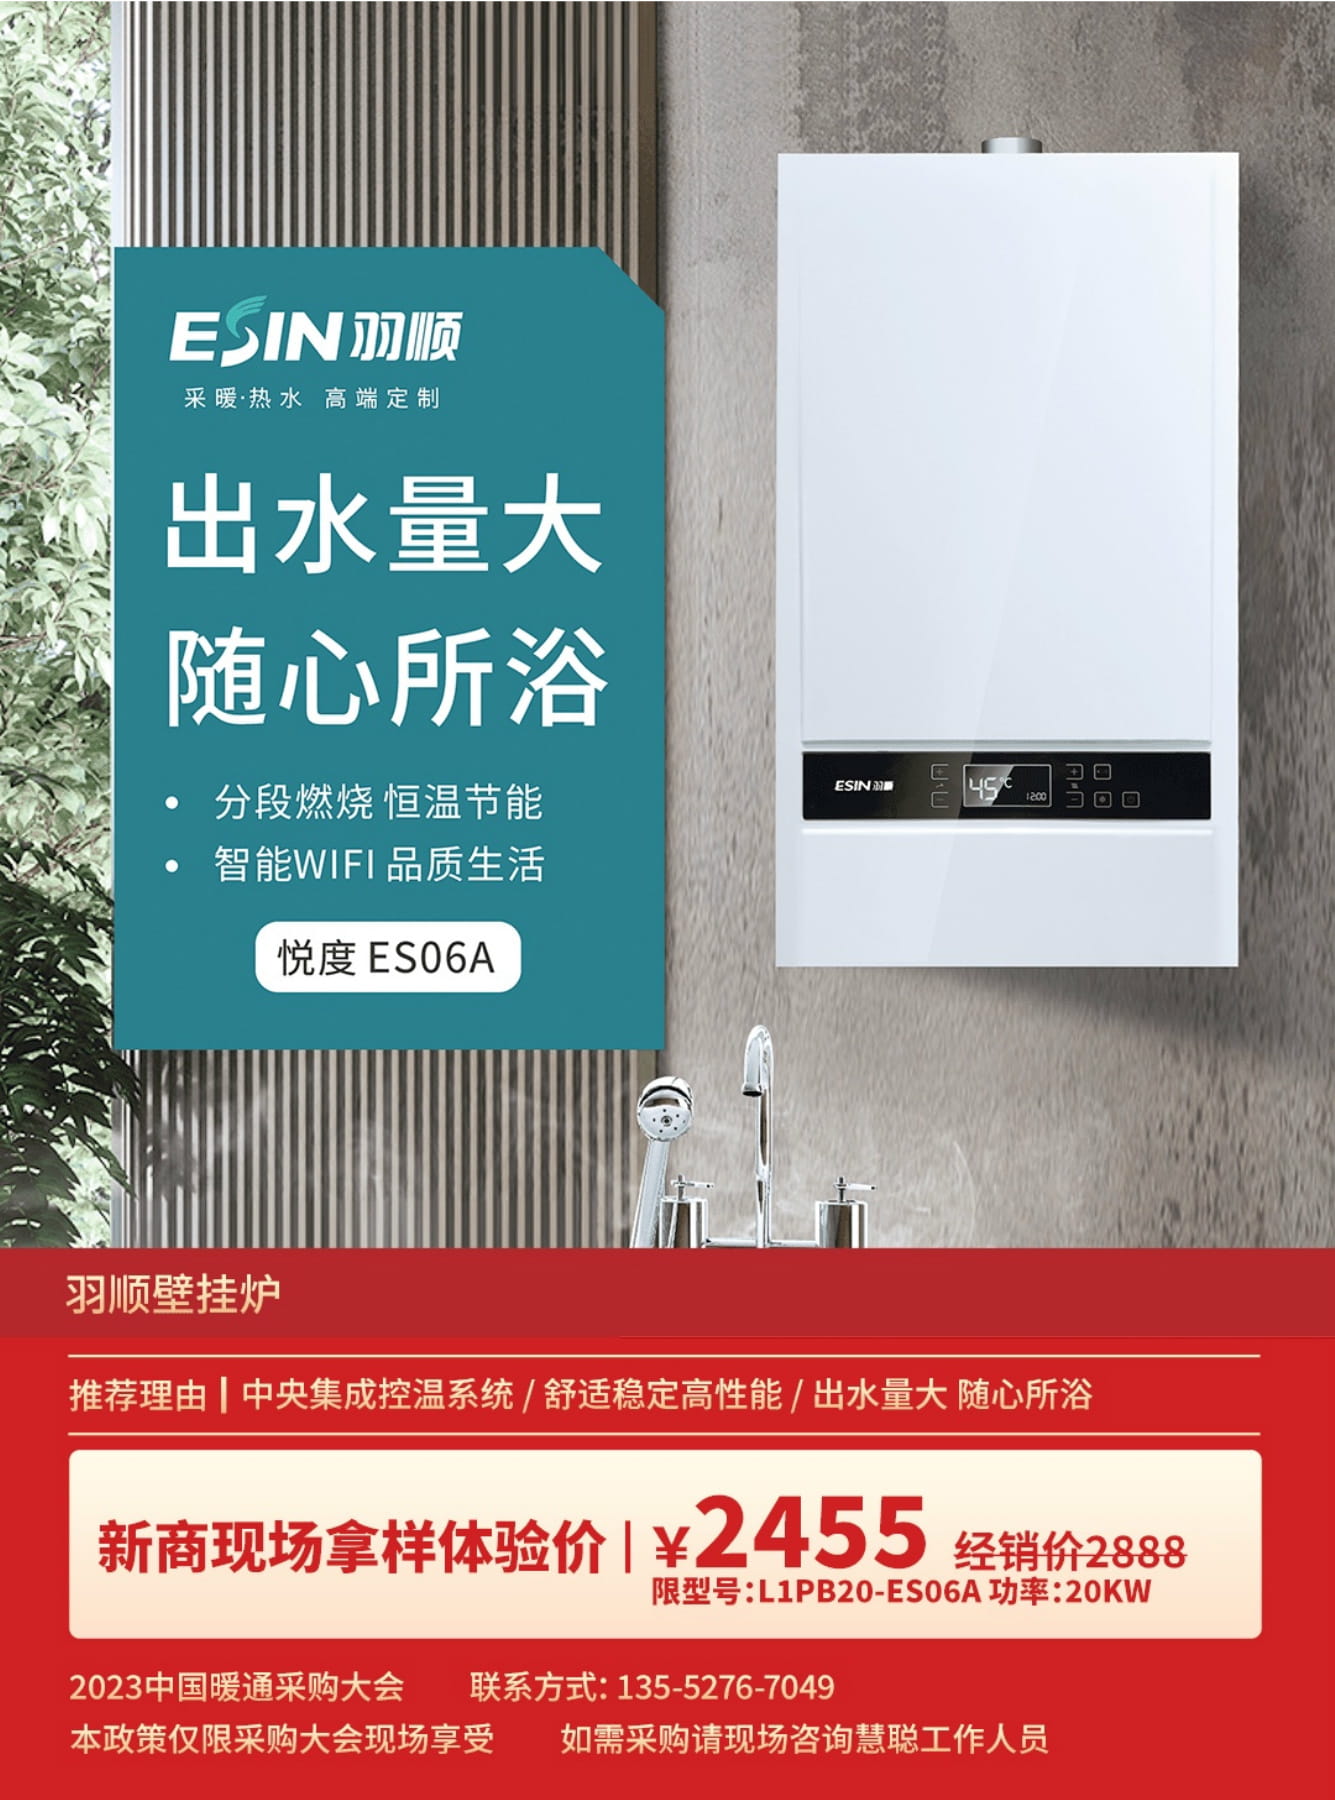 ESIN羽顺
采暖·热水 高端定制
出水量大
随心所浴
• 分段燃烧 恒温节能
• 智能WIFI 品质生活
悦度 ES06A
ESIN羽
45℃
1200
羽顺壁挂炉
推荐理由 | 中央集成控温系统 / 舒适稳定高性能 / 出水量大 随心所浴
新商现场拿样体验价 | ¥2455 经销价2888
限型号:L1PB20-ES06A 功率:20KW
2023中国暖通采购大会 联系方式: 135-5276-7049
本政策仅限采购大会现场享受 如需采购请现场咨询慧聪工作人员